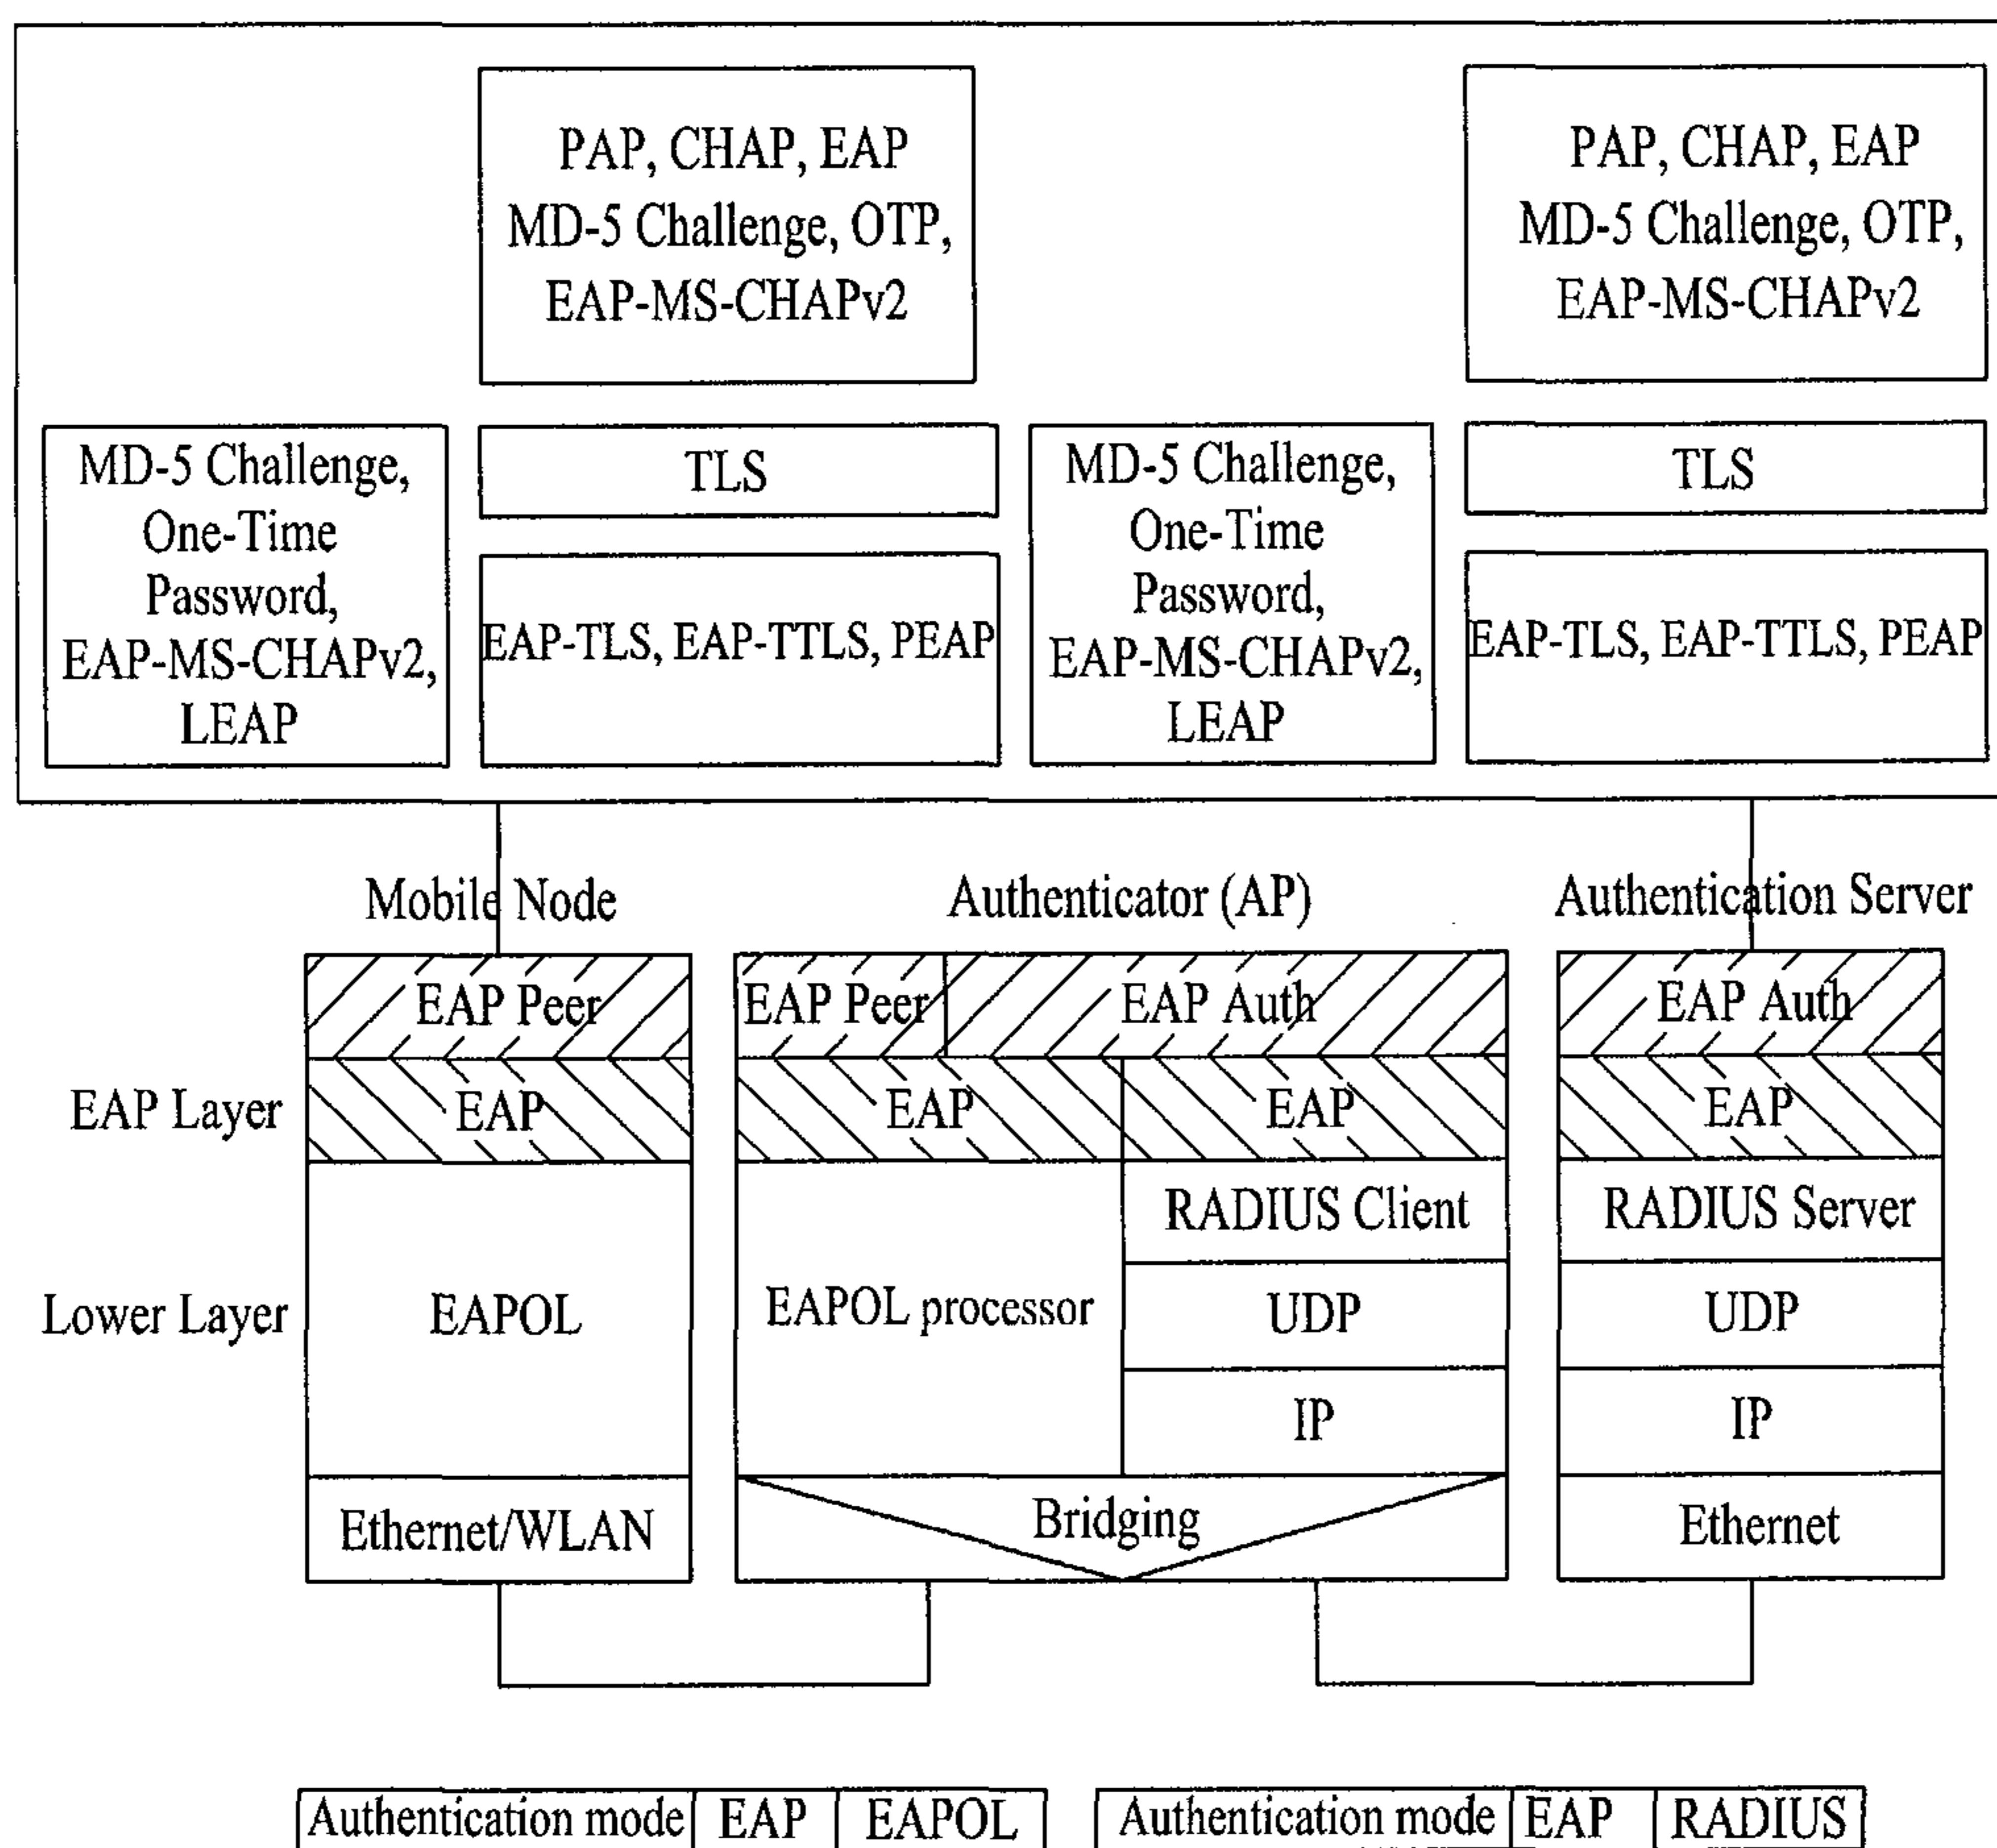 PAP, CHAP, EAP
MD-5 Challenge, OTP,
EAP-MS-CHAPv2
PAP, CHAP, EAP
MD-5 Challenge, OTP,
EAP-MS-CHAPv2
MD-5 Challenge,
One-Time
Password,
EAP-MS-CHAPv2,
LEAP
TLS
EAP-TLS, EAP-TTLS, PEAP
MD-5 Challenge,
One-Time
Password,
EAP-MS-CHAPv2,
LEAP
TLS
EAP-TLS, EAP-TTLS, PEAP
Mobile Node
Authenticator (AP)
Authentication Server
EAP Peer
EAP Peer
EAP Auth
EAP Auth
EAP Layer
EAP
EAP
EAP
EAP
RADIUS Client
RADIUS Server
Lower Layer
EAPOL
EAPOL processor
UDP
UDP
IP
IP
Ethernet/WLAN
Bridging
Ethernet
Authentication mode
EAP
EAPOL
Authentication mode
EAP
RADIUS